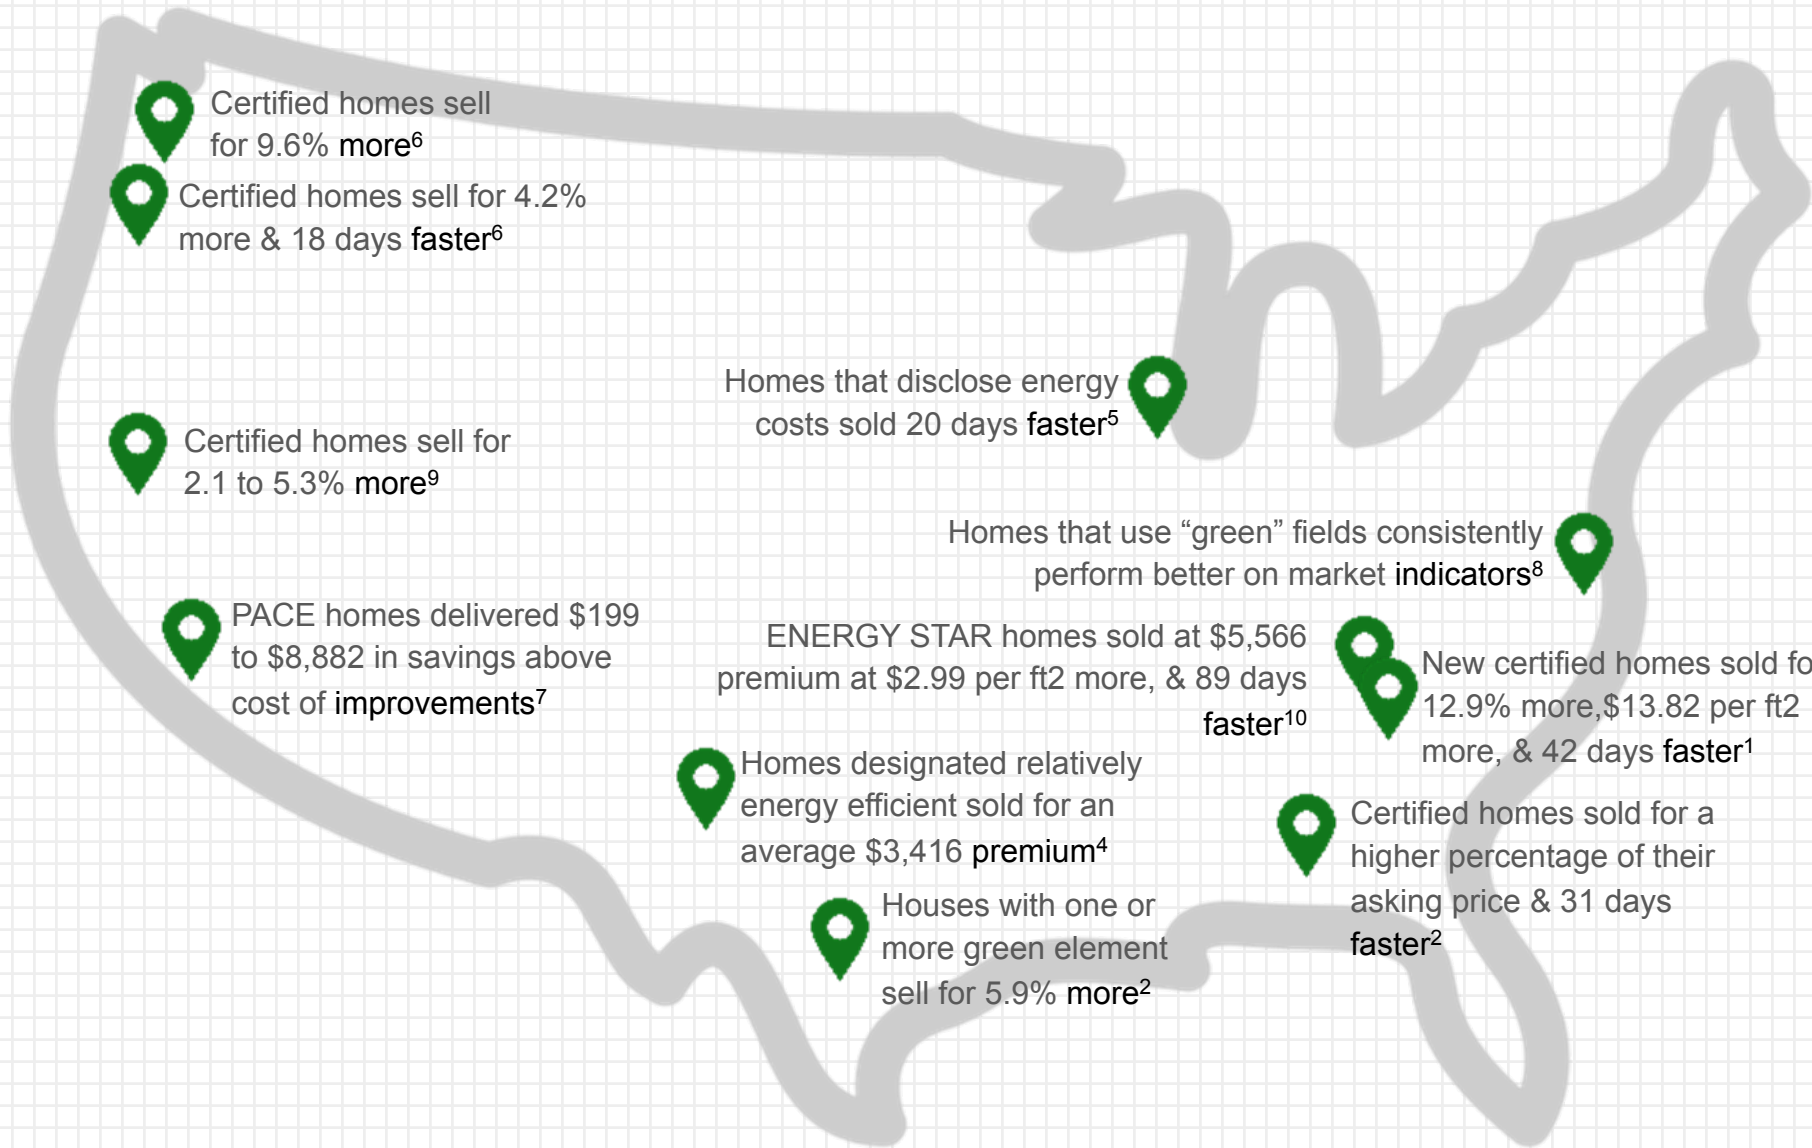 Certified homes sell
for 9.6% more⁶
Certified homes sell for 4.2%
more & 18 days faster⁶
Homes that disclose energy
costs sold 20 days faster⁵
Certified homes sell for
2.1 to 5.3% more⁹
Homes that use “green” fields consistently
perform better on market indicators⁸
PACE homes delivered $199
to $8,882 in savings above
cost of improvements⁷
ENERGY STAR homes sold at $5,566
premium at $2.99 per ft2 more, & 89 days
faster¹⁰
New certified homes sold fo
12.9% more,$13.82 per ft2
more, & 42 days faster¹
Homes designated relatively
energy efficient sold for an
average $3,416 premium⁴
Certified homes sold for a
higher percentage of their
asking price & 31 days
faster²
Houses with one or
more green element
sell for 5.9% more²